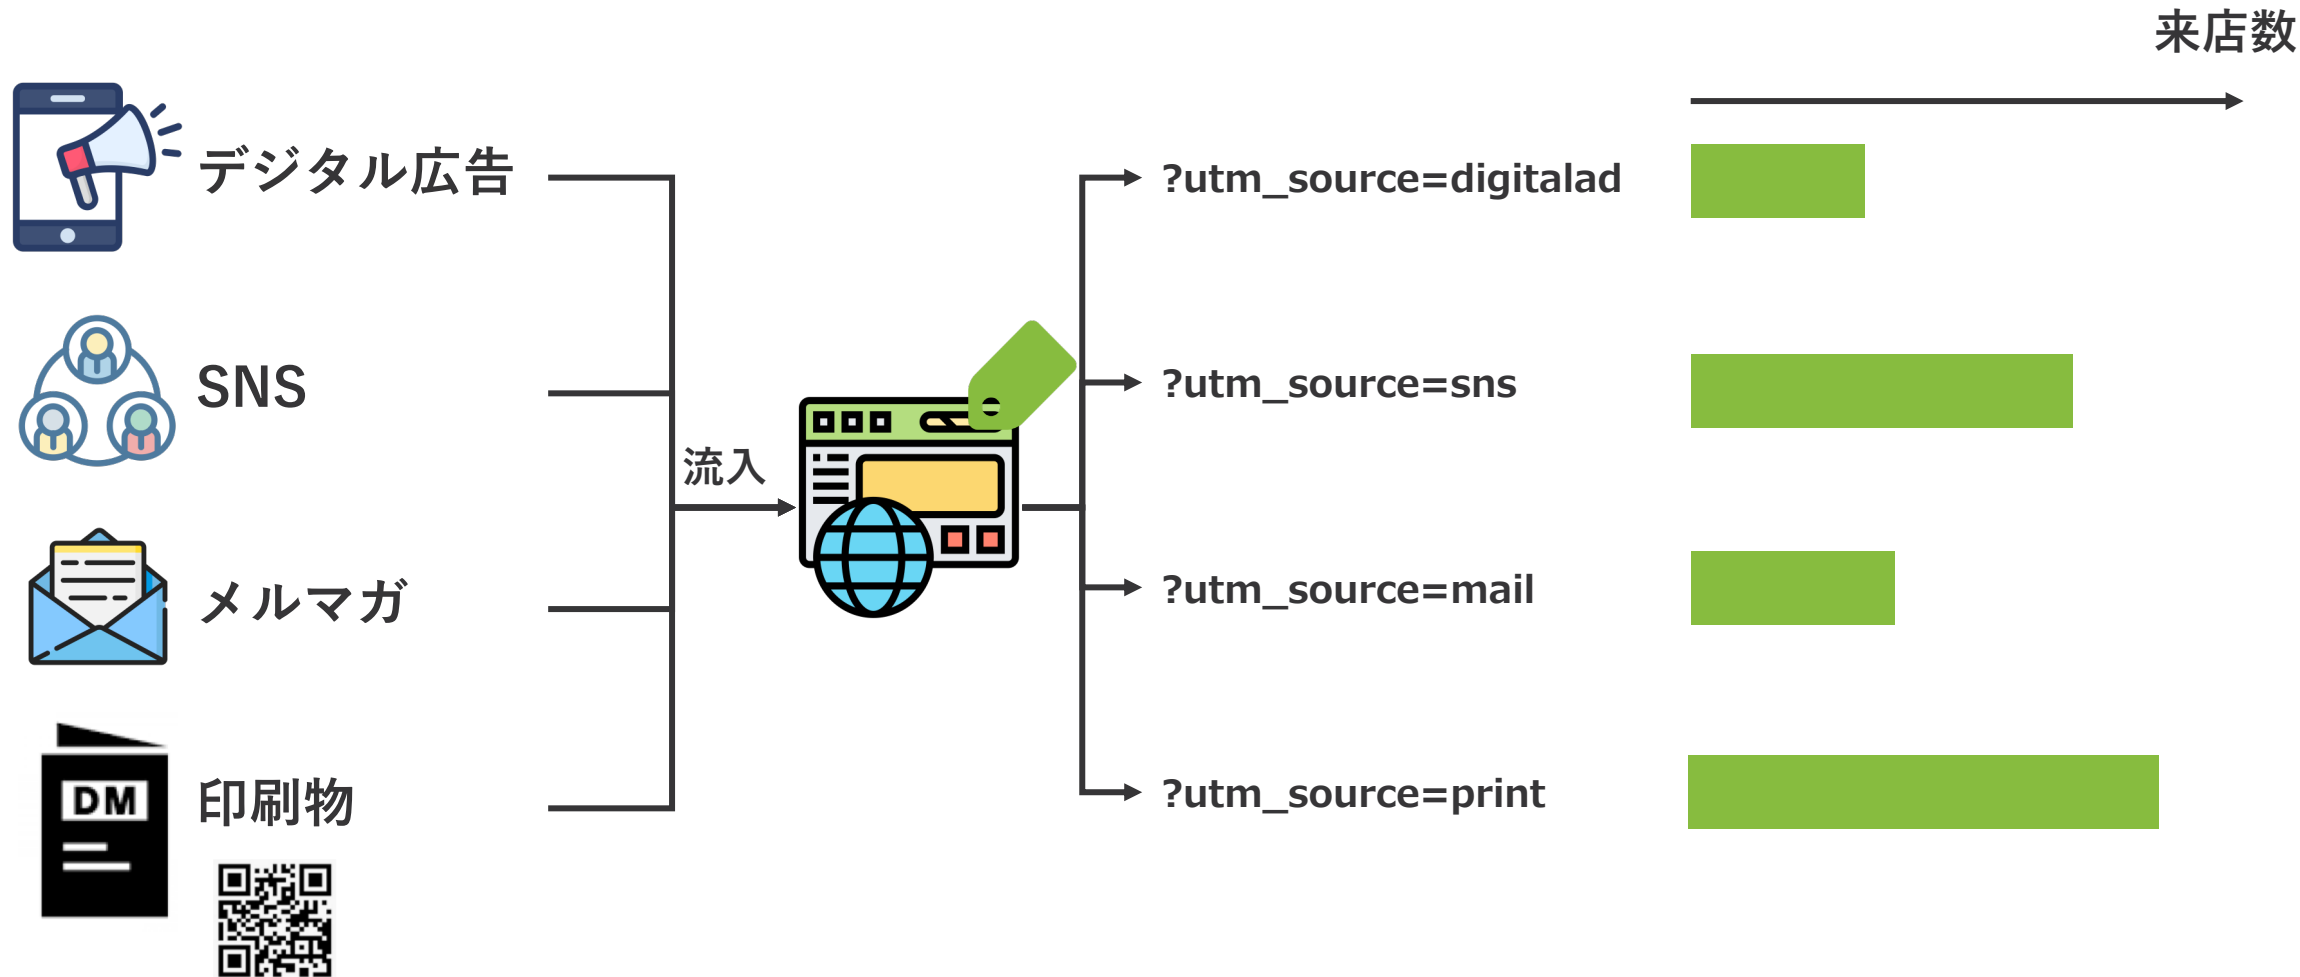 来店数
デジタル広告
?utm_source=digitalad
SNS
?utm_source=sns
流入
メルマガ
?utm_source=mail
印刷物
?utm_source=print
DM